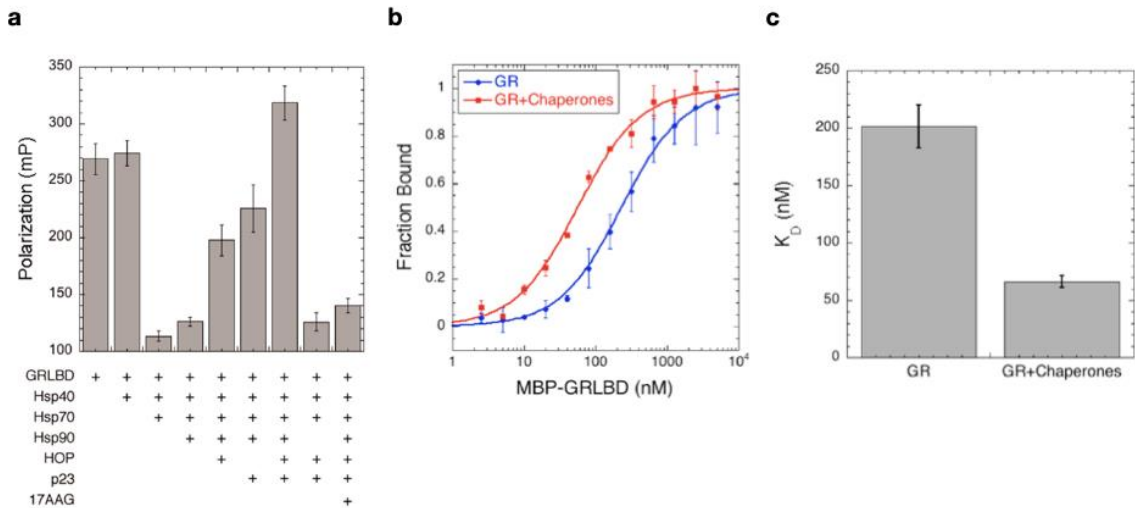 a
Polarization (mP)
350
300
250
200
150
100
GRLBD + + + + + + + + +
Hsp40 + + + + + + + +
Hsp70 + + + + + + +
Hsp90 + + + + +
HOP + + + +
p23 + + + +
17AAG +
b
GR
GR+Chaperones
Fraction Bound
1
0.8
0.6
0.4
0.2
0
1 10 100 1000 10⁴
MBP-GRLBD (nM)
c
K_D (nM)
250
200
150
100
50
0
GR GR+Chaperones